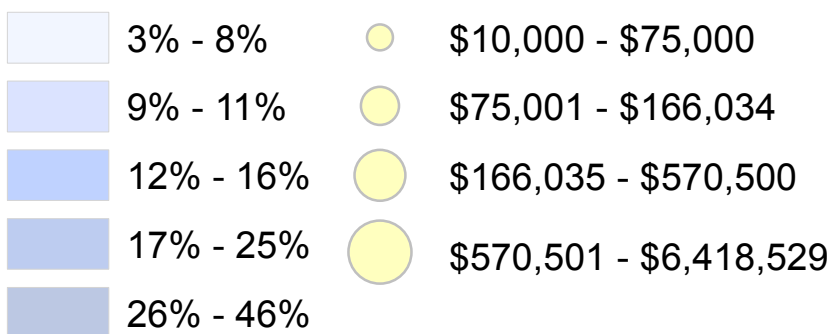 3% - 8%
$10,000 - $75,000
9% - 11%
$75,001 - $166,034
12% - 16%
$166,035 - $570,500
17% - 25%
$570,501 - $6,418,529
26% - 46%